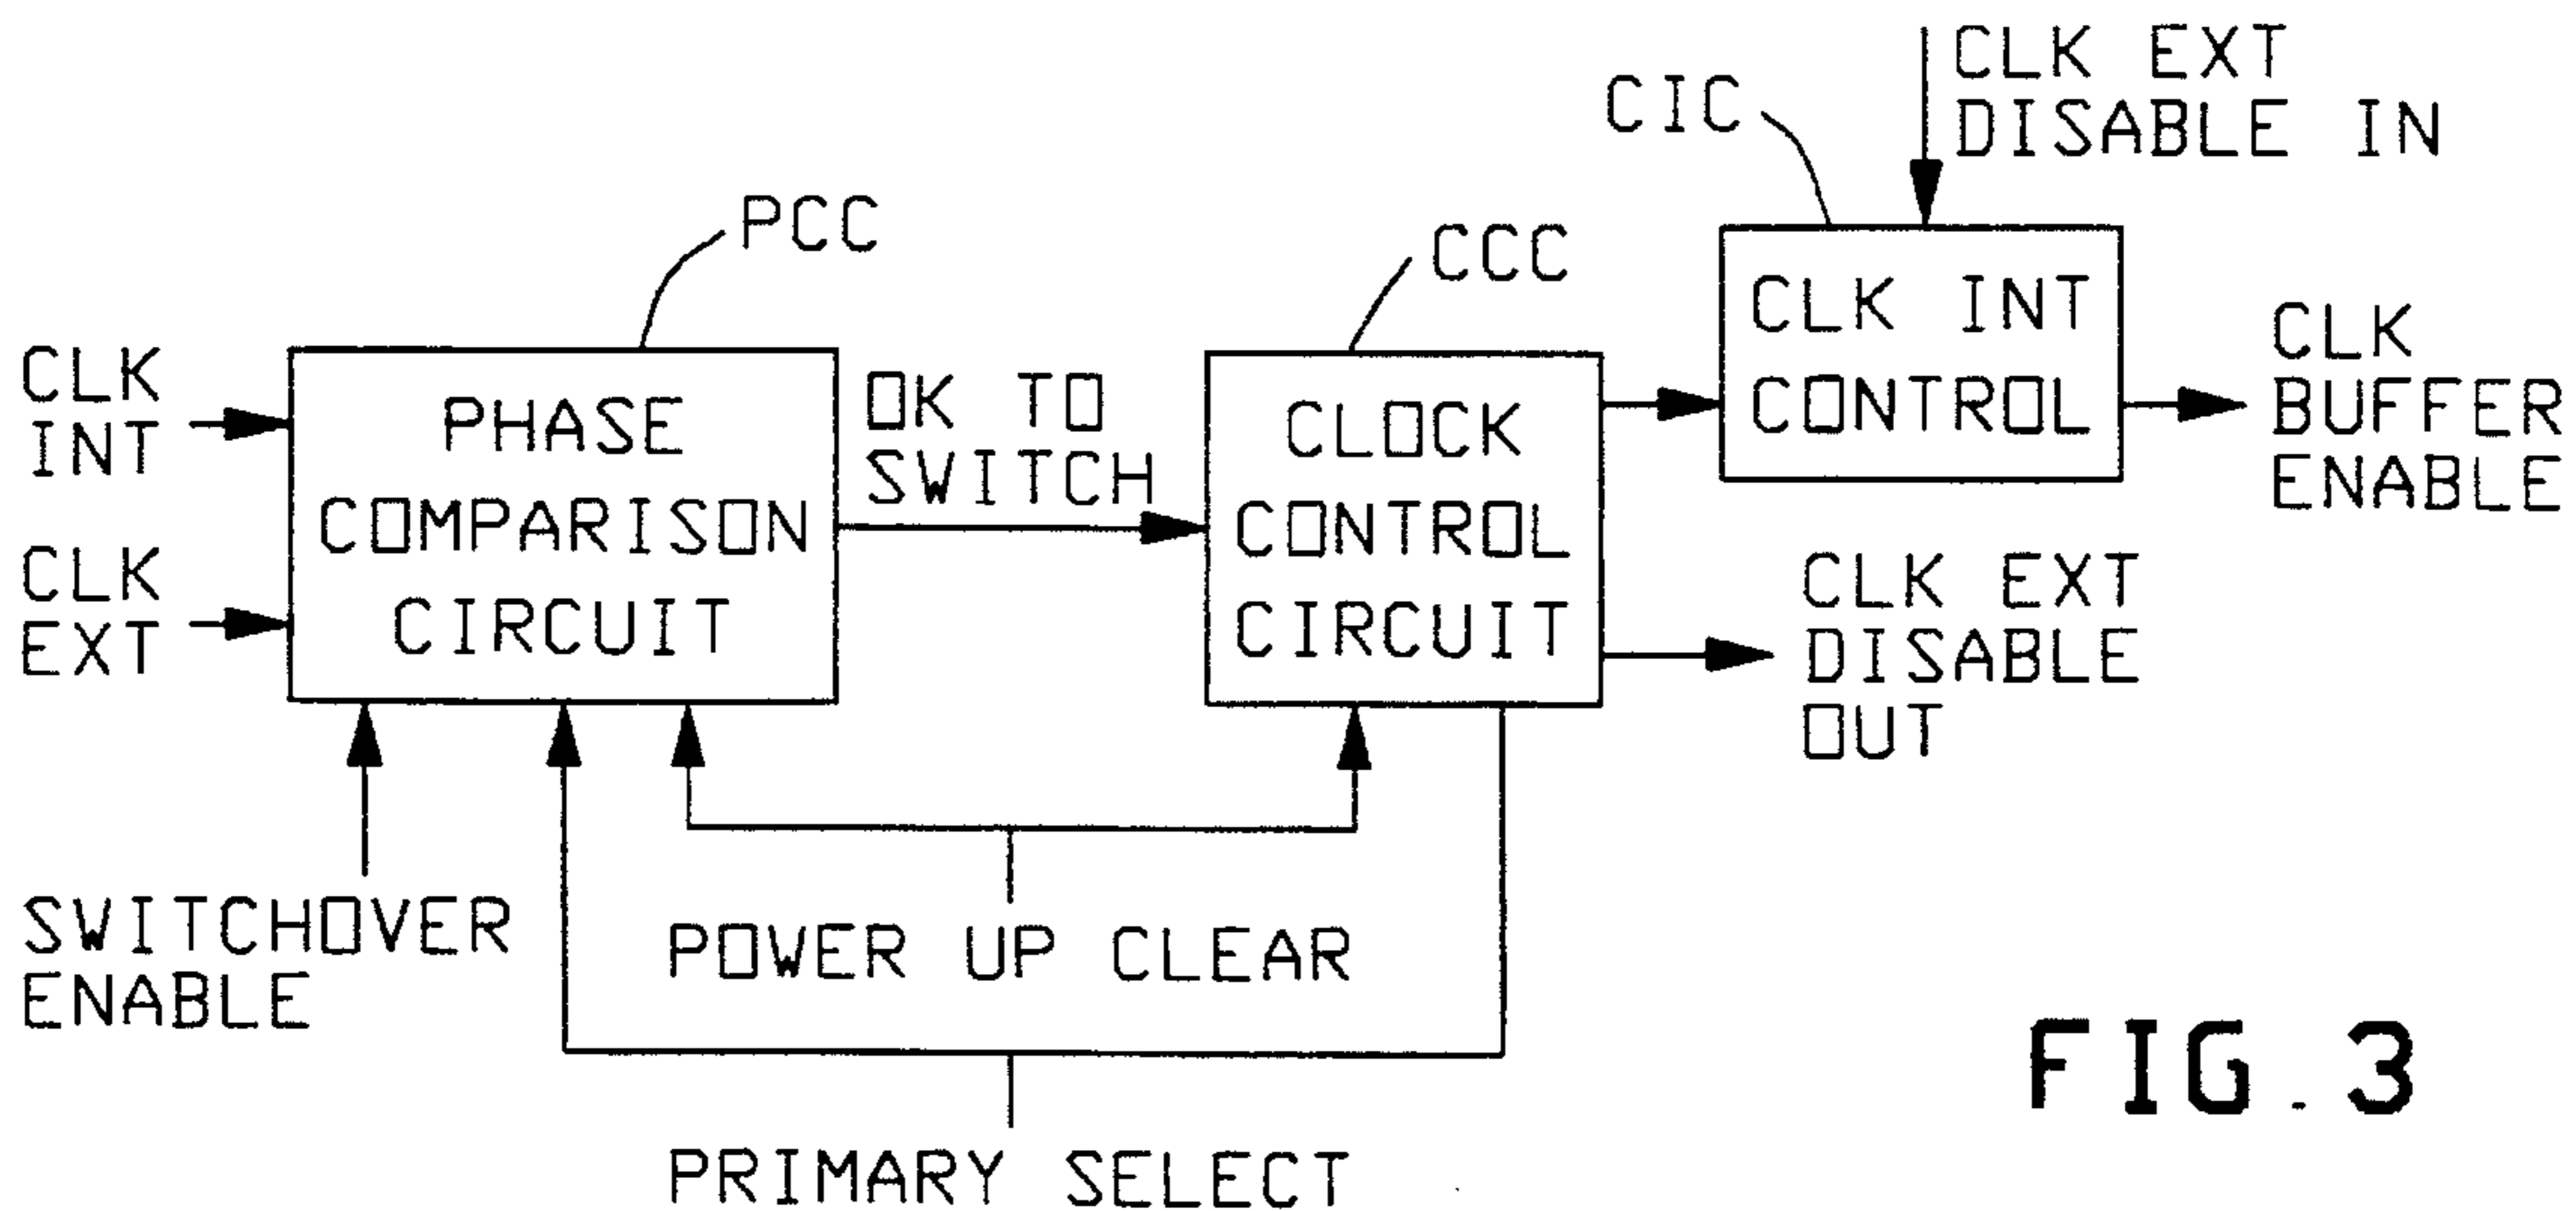 CLK EXT
DISABLE IN
CIC
PCC
CCC
CLK INT
CONTROL
CLK
BUFFER
ENABLE
CLK
INT
CLK
EXT
PHASE
COMPARISON
CIRCUIT
OK TO
SWITCH
CLOCK
CONTROL
CIRCUIT
CLK EXT
DISABLE
OUT
SWITCHOVER
ENABLE
POWER UP CLEAR
PRIMARY SELECT
FIG. 3